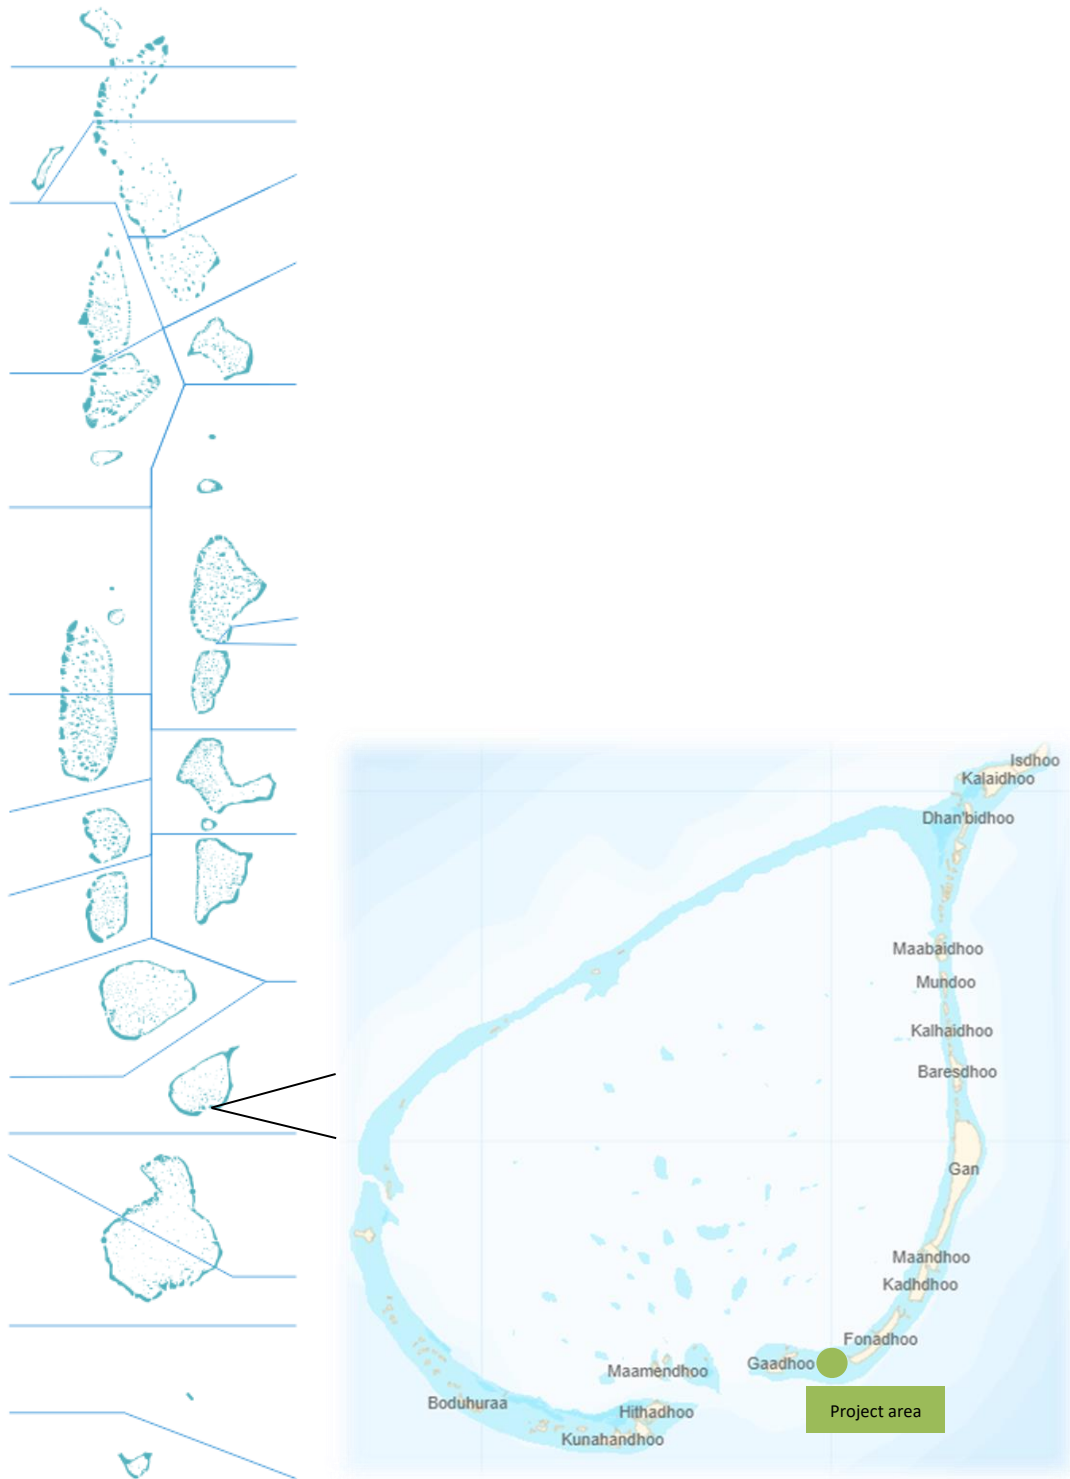 Isdhoo
Kalaidhoo
Dhan'bidhoo
Maabaidhoo
Mundoo
Kalhaidhoo
Baresdhoo
Gan
Maandhoo
Kadhdhoo
Fonadhoo
Gaadhoo
Maamendhoo
Boduhuraa
Hithadhoo
Kunahandhoo
Project area